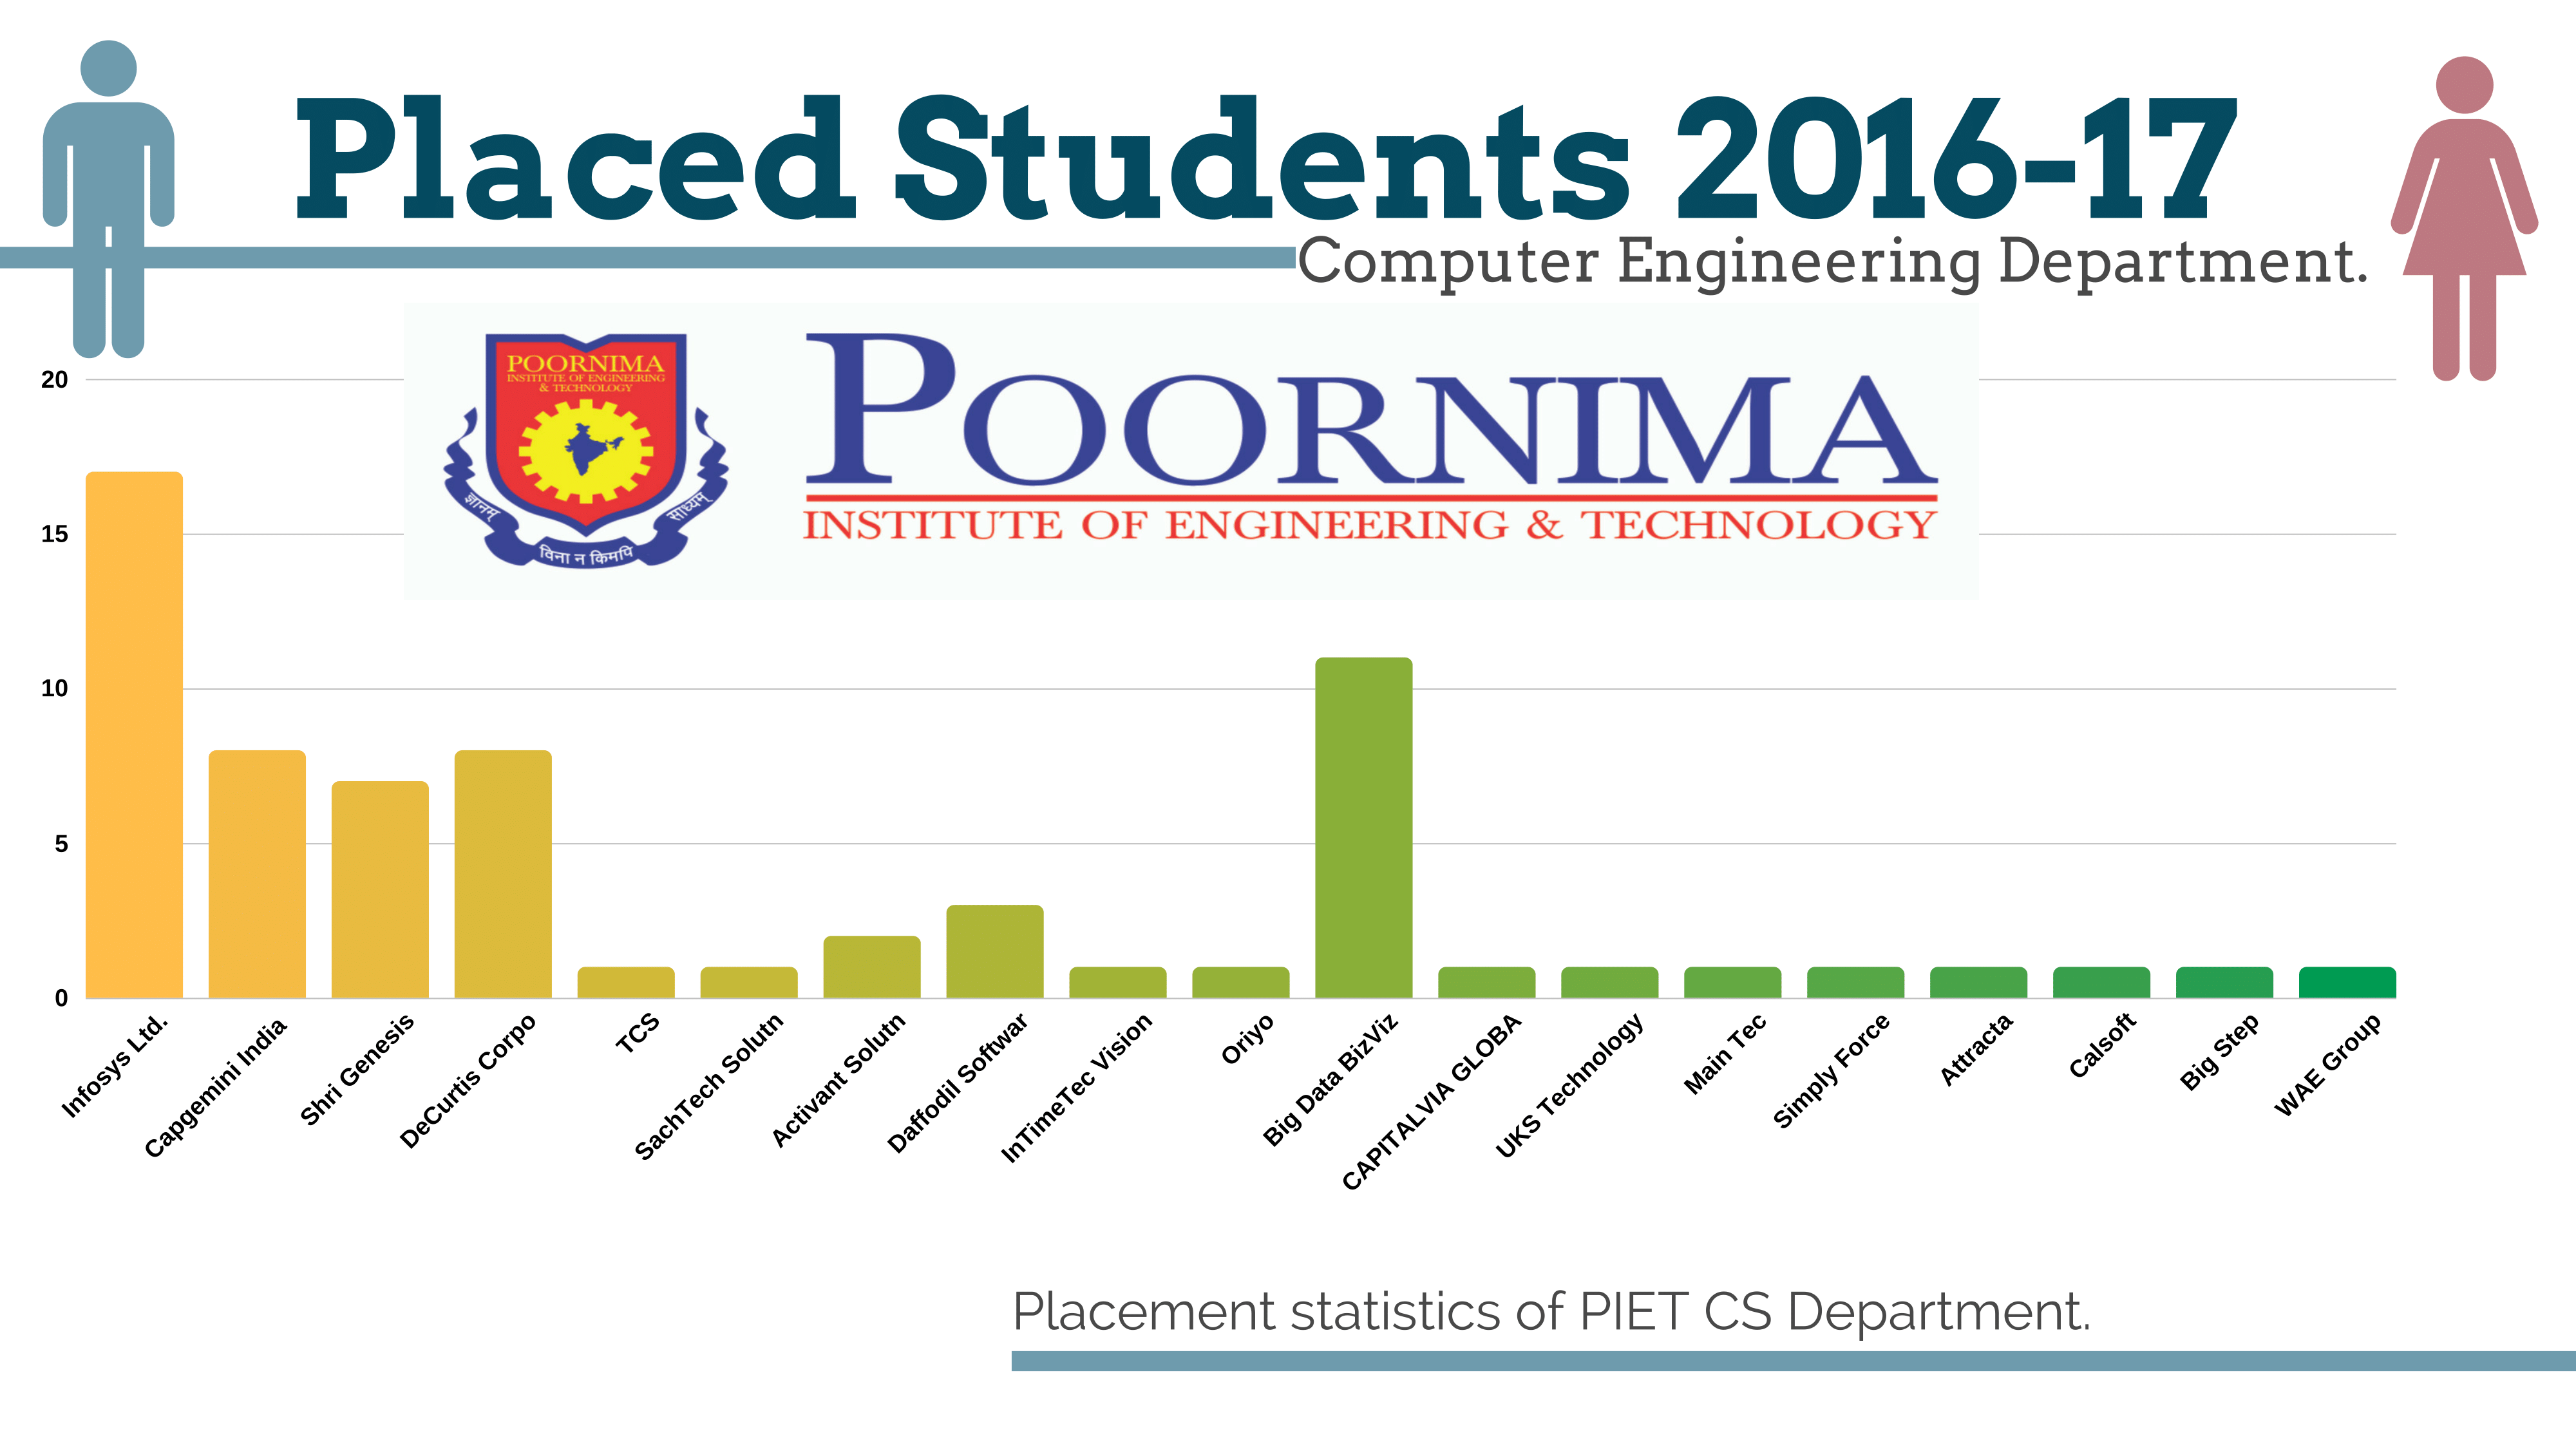 Placed Students 2016-17
Computer Engineering Department.
POORNIMA
INSTITUTE OF ENGINEERING
& TECHNOLOGY
ज्ञानम्
साध्यम्
विना न किमपि
POORNIMA
INSTITUTE OF ENGINEERING & TECHNOLOGY
20
15
10
5
0
Infosys Ltd.
Capgemini India
Shri Genesis
DeCurtis Corpo
TCS
SachTech Solutn
Activant Solutn
Daffodil Softwar
InTimeTec Vision
Oriyo
Big Data BizViz
CAPITALVIA GLOBA
UKS Technology
Main Tec
Simply Force
Attracta
Calsoft
Big Step
WAE Group
Placement statistics of PIET CS Department.